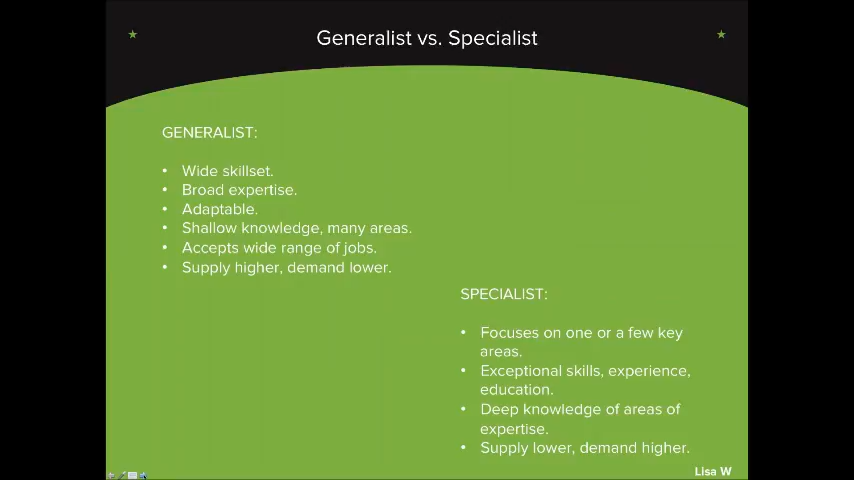 Generalist vs. Specialist
GENERALIST:
• Wide skillset.
• Broad expertise.
• Adaptable.
• Shallow knowledge, many areas.
• Accepts wide range of jobs.
• Supply higher, demand lower.
SPECIALIST:
• Focuses on one or a few key
areas.
• Exceptional skills, experience,
education.
• Deep knowledge of areas of
expertise.
• Supply lower, demand higher.
Lisa W